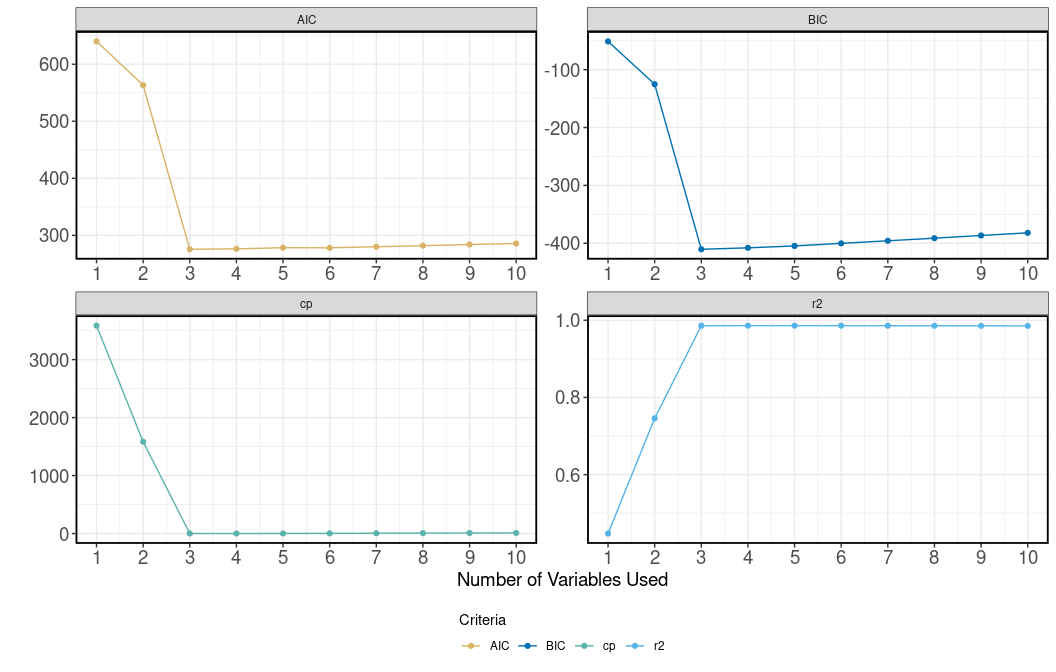 AIC
BIC
600
500
400
300
1 2 3 4 5 6 7 8 9 10
-100
-200
-300
-400
1 2 3 4 5 6 7 8 9 10
cp
r2
3000
2000
1000
0
1 2 3 4 5 6 7 8 9 10
1.0
0.8
0.6
1 2 3 4 5 6 7 8 9 10
Number of Variables Used
Criteria
AIC BIC cp r2